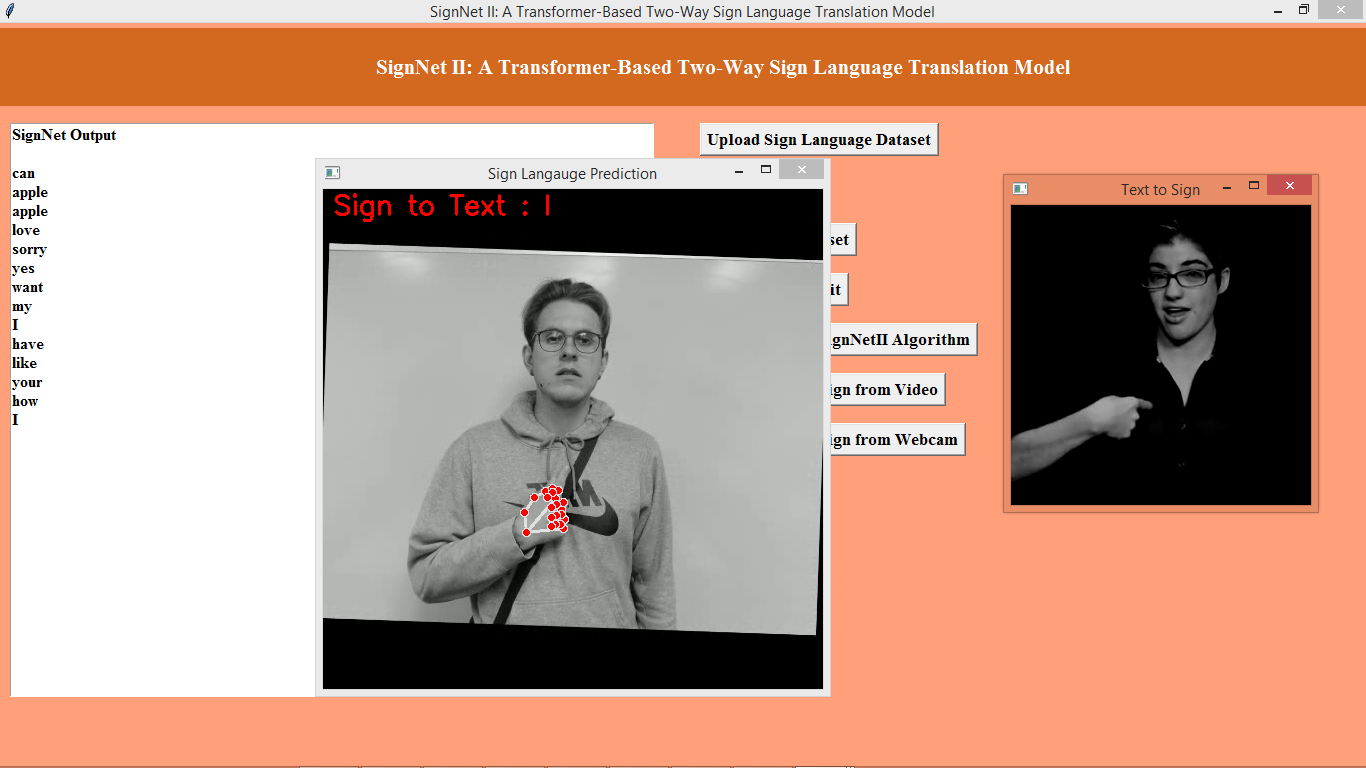 SignNet II: A Transformer-Based Two-Way Sign Language Translation Model
SignNet II: A Transformer-Based Two-Way Sign Language Translation Model
SignNet Output
can
apple
apple
love
sorry
yes
want
my
I
have
like
your
how
I
Upload Sign Language Dataset
set
it
gnNetII Algorithm
ign from Video
ign from Webcam
Sign Langauge Prediction
Sign to Text : I
Text to Sign